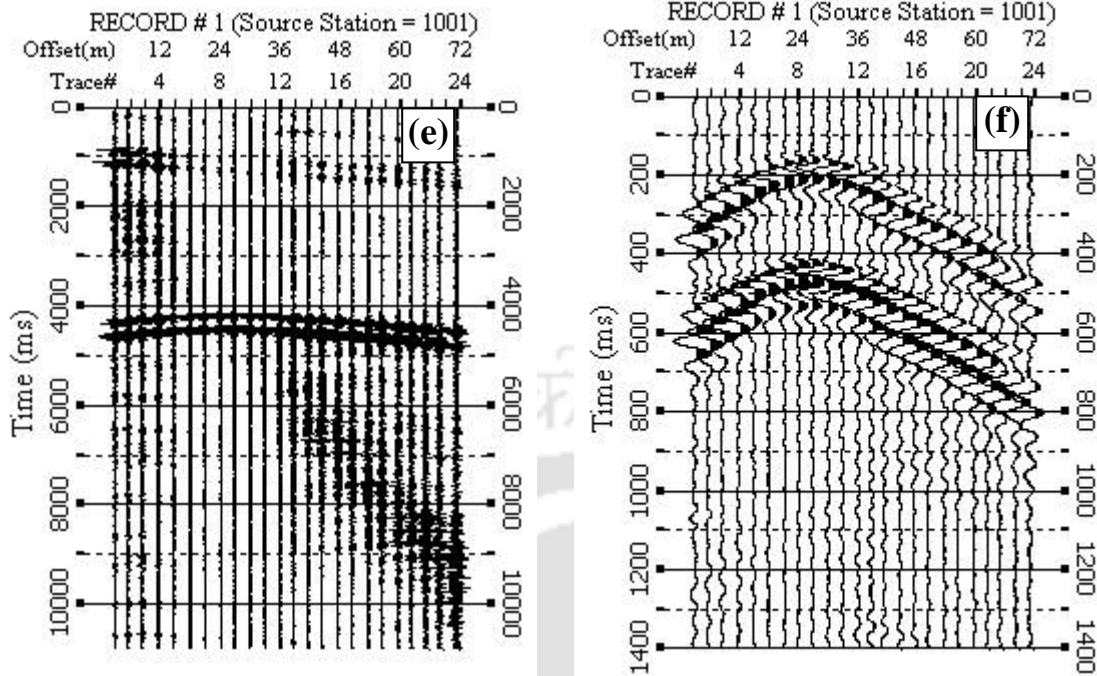 RECORD # 1 (Source Station = 1001)
Offset(m) 12 24 36 48 60 72
Trace# 4 8 12 16 20 24
(e)
0 0
2000 2000
4000 4000
6000 6000
8000 8000
10000 10000
Time (ms)
RECORD # 1 (Source Station = 1001)
Offset(m) 12 24 36 48 60 72
Trace# 4 8 12 16 20 24
(f)
0 0
200 200
400 400
600 600
800 800
1000 1000
1200 1200
1400 1400
Time (ms)